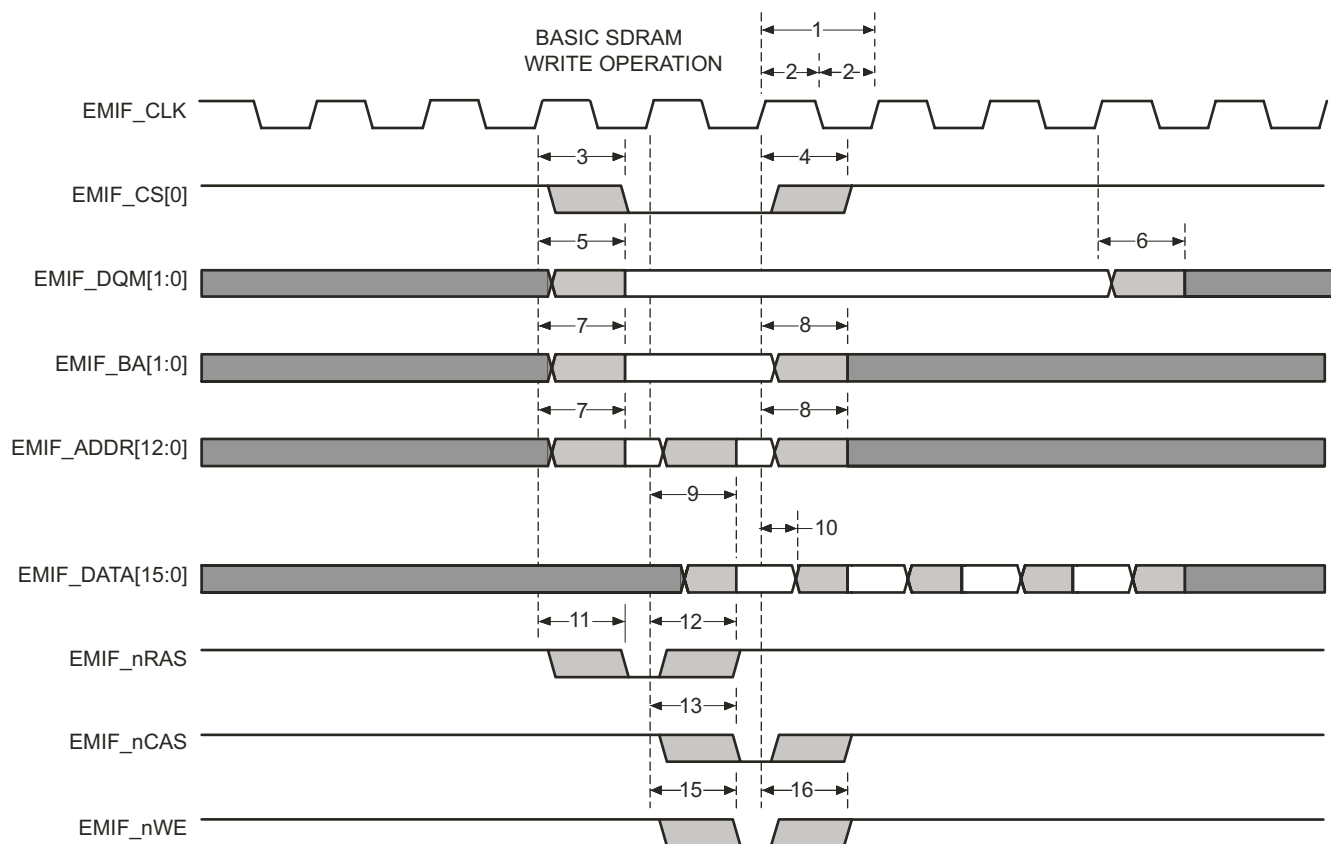 BASIC SDRAM
WRITE OPERATION
1
2 2
EMIF_CLK
3 4
EMIF_CS[0]
5 6
EMIF_DQM[1:0]
7 8
EMIF_BA[1:0]
7 8
EMIF_ADDR[12:0]
9
10
EMIF_DATA[15:0]
11 12
EMIF_nRAS
13
EMIF_nCAS
15 16
EMIF_nWE